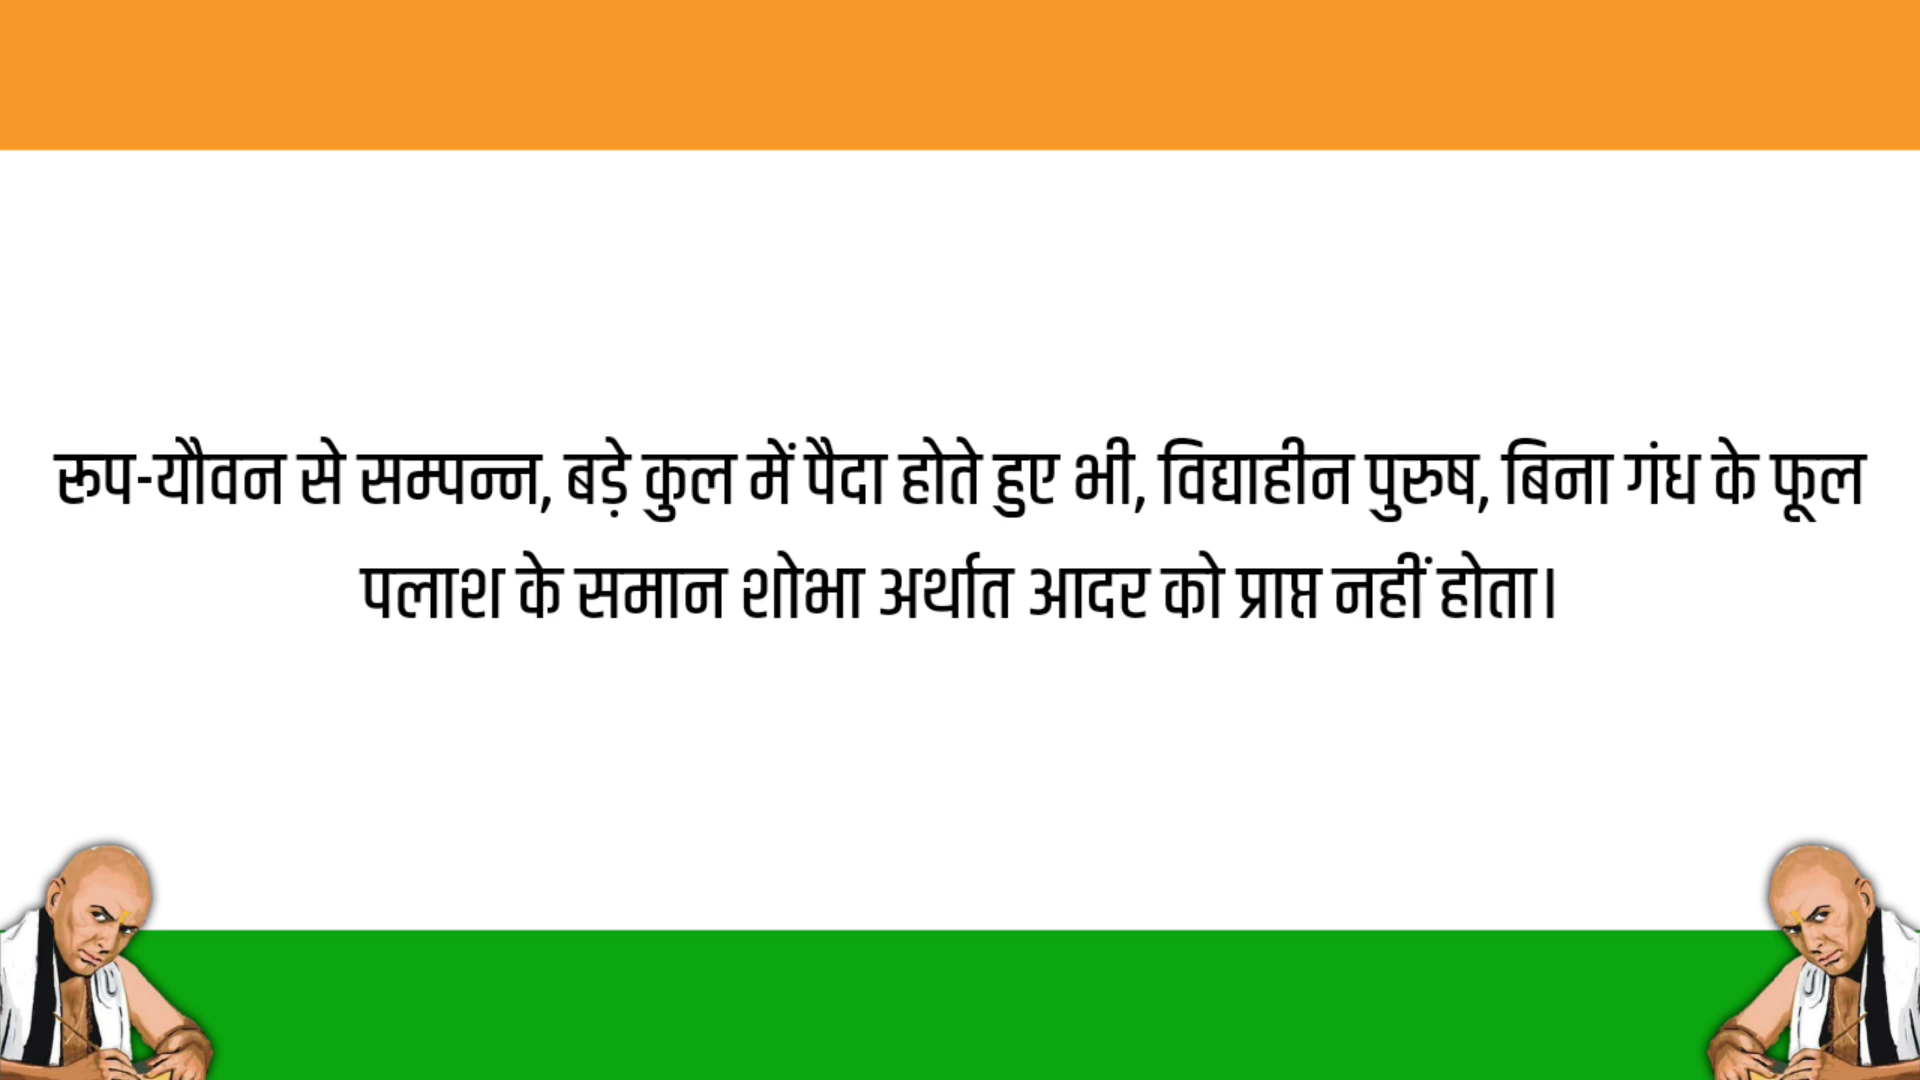 रूप-यौवन से सम्पन्न, बड़े कुल में पैदा होते हुए भी, विद्याहीन पुरुष, बिना गंध के फूल
पलाश के समान शोभा अर्थात आदर को प्राप्त नहीं होता।